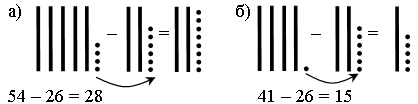 а) – =
б) – =
54 – 26 = 28
41 – 26 = 15